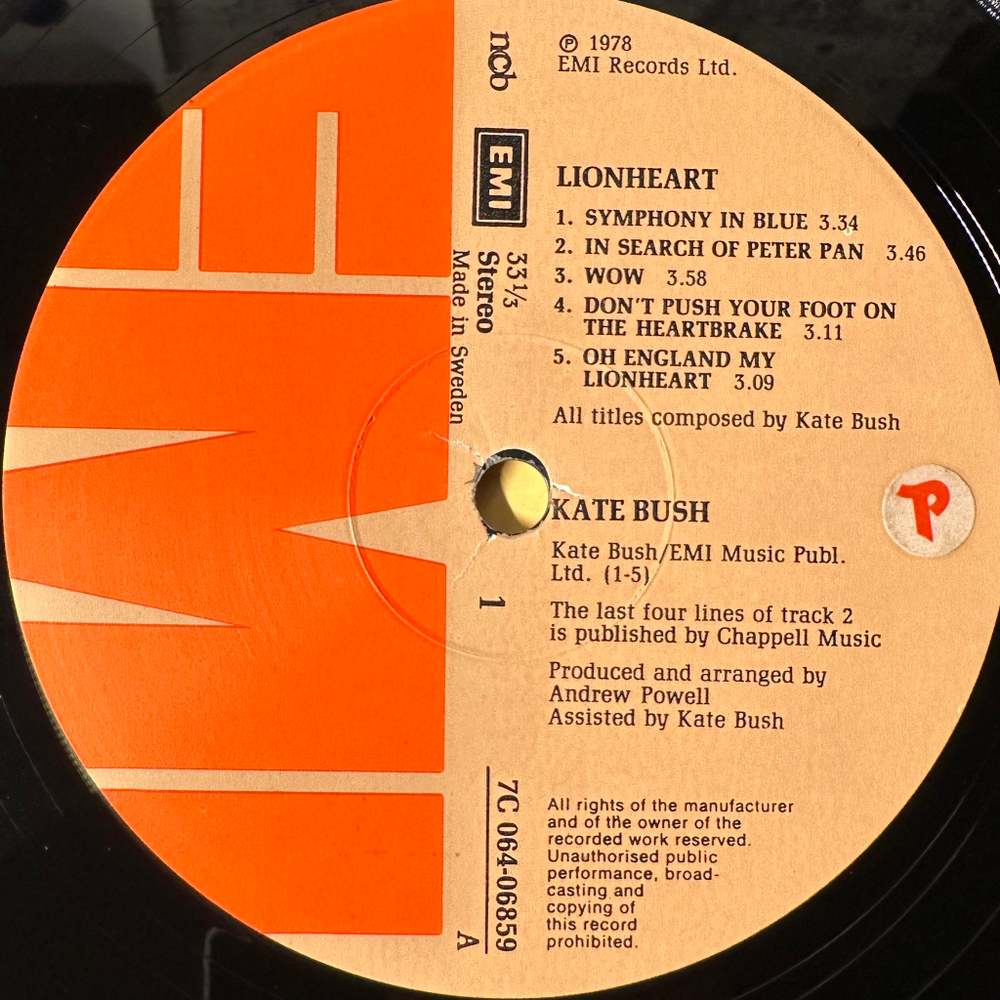 ncb
EMI
33 1/3
Stereo
Made in Sweden
1
7C 064-06859
A
EMI
℗ 1978
EMI Records Ltd.
LIONHEART
1. SYMPHONY IN BLUE 3.34
2. IN SEARCH OF PETER PAN 3.46
3. WOW 3.58
4. DON'T PUSH YOUR FOOT ON
THE HEARTBRAKE 3.11
5. OH ENGLAND MY
LIONHEART 3.09
All titles composed by Kate Bush
KATE BUSH
Kate Bush/EMI Music Publ.
Ltd. (1-5)
The last four lines of track 2
is published by Chappell Music
Produced and arranged by
Andrew Powell
Assisted by Kate Bush
P
All rights of the manufacturer
and of the owner of the
recorded work reserved.
Unauthorised public
performance, broad-
casting and
copying of
this record
prohibited.